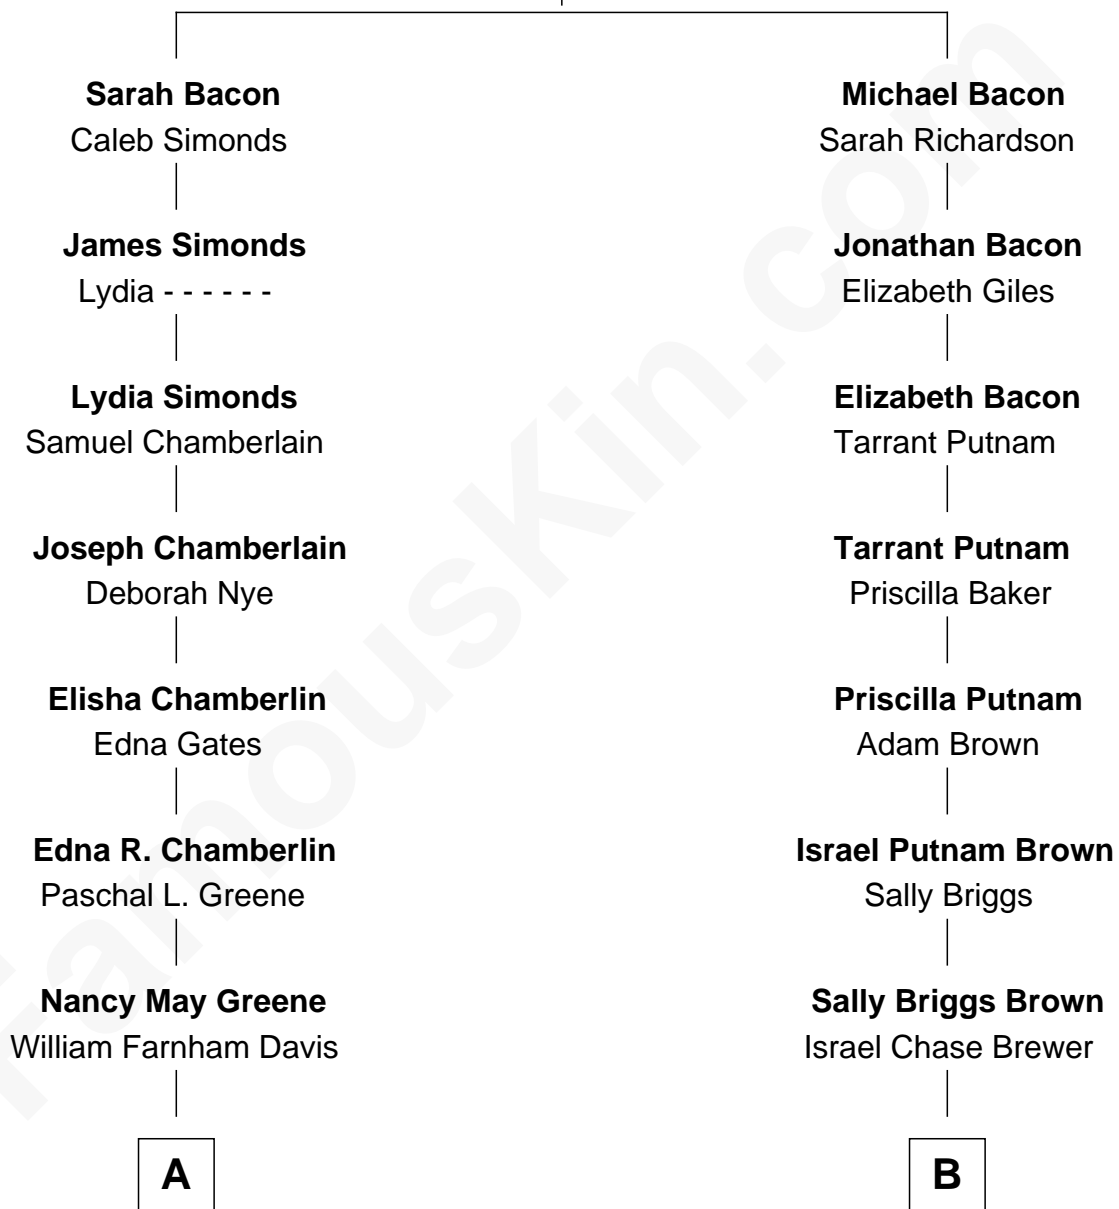 Sarah Bacon
Caleb Simonds
James Simonds
Lydia - - - - - -
Lydia Simonds
Samuel Chamberlain
Joseph Chamberlain
Deborah Nye
Elisha Chamberlin
Edna Gates
Edna R. Chamberlin
Paschal L. Greene
Nancy May Greene
William Farnham Davis
A
Michael Bacon
Sarah Richardson
Jonathan Bacon
Elizabeth Giles
Elizabeth Bacon
Tarrant Putnam
Tarrant Putnam
Priscilla Baker
Priscilla Putnam
Adam Brown
Israel Putnam Brown
Sally Briggs
Sally Briggs Brown
Israel Chase Brewer
B
FamousKin.com